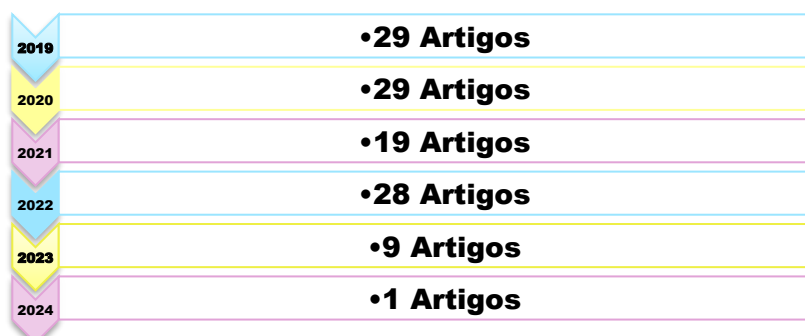 2019
•29 Artigos
2020
•29 Artigos
2021
•19 Artigos
2022
•28 Artigos
2023
•9 Artigos
2024
•1 Artigos